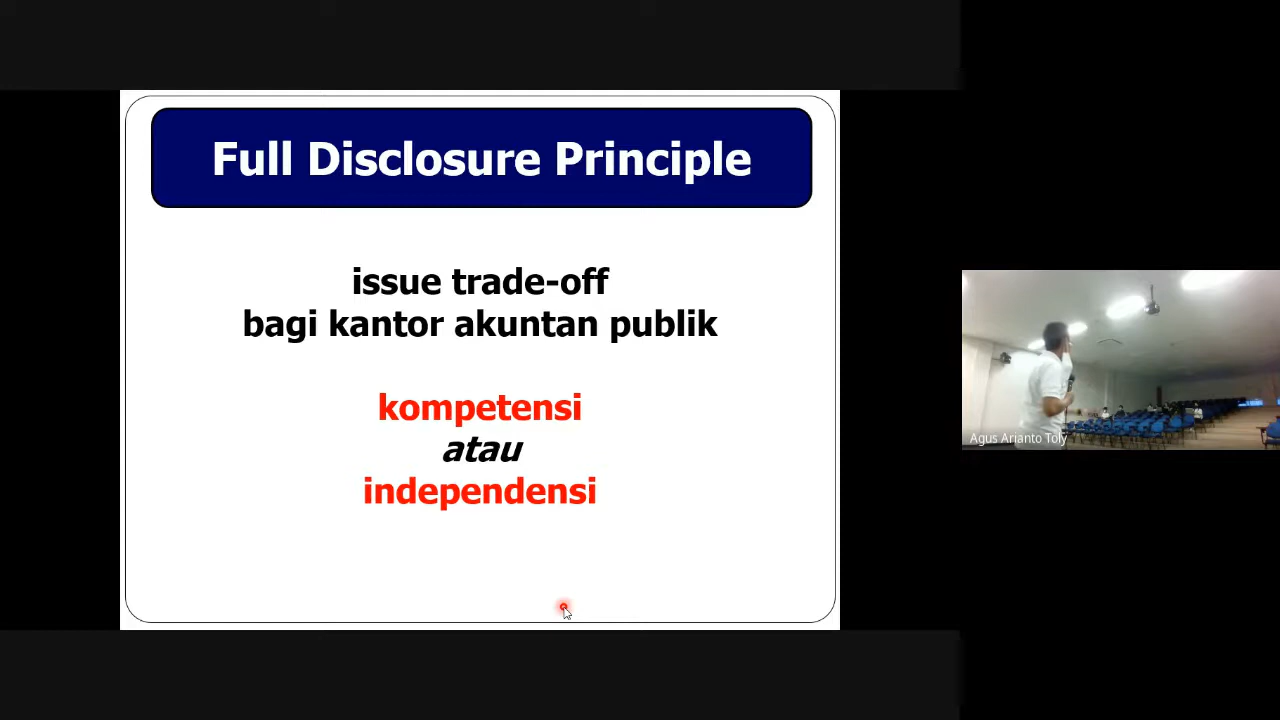 Full Disclosure Principle
issue trade-off
bagi kantor akuntan publik
kompetensi
atau
independensi
Agus Arianto Toly